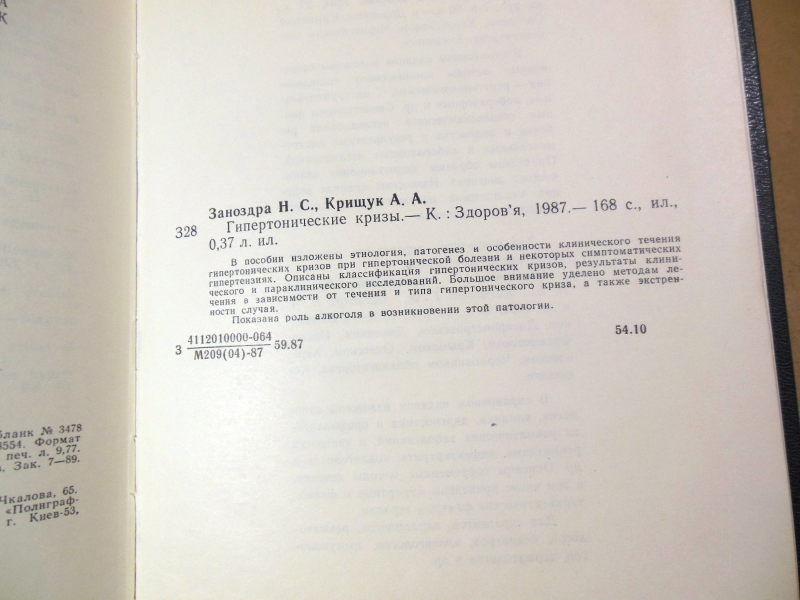 А
К
бланк № 3478
3554. Формат
печ. л. 9,77.
Зак. 7—89.
Чкалова, 65.
«Полиграф-
г. Киев-53,
Заноздра Н. С., Крищук А. А.
328 Гипертонические кризы.— К. : Здоров'я, 1987.— 168 с., ил.,
0,37 л. ил.
В пособии изложены этнология, патогенез и особенности клинического течения
гипертонических кризов при гипертонической болезни и некоторых симптоматических
гипертензиях. Описаны классификация гипертонических кризов, результаты клини-
ческого и параклинического исследований. Большое внимание уделено методам ле-
чения в зависимости от течения и типа гипертонического криза, а также экстрен-
ности случая.
Показана роль алкоголя в возникновении этой патологии.
З 4112010000-064 59.87 54.10
М209(04)-87